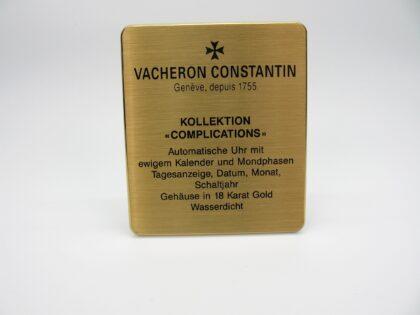 VACHERON CONSTANTIN
Genève, depuis 1755
KOLLEKTION
«COMPLICATIONS»
Automatische Uhr mit
ewigem Kalender und Mondphasen
Tagesanzeige, Datum, Monat,
Schaltjahr
Gehäuse in 18 Karat Gold
Wasserdicht